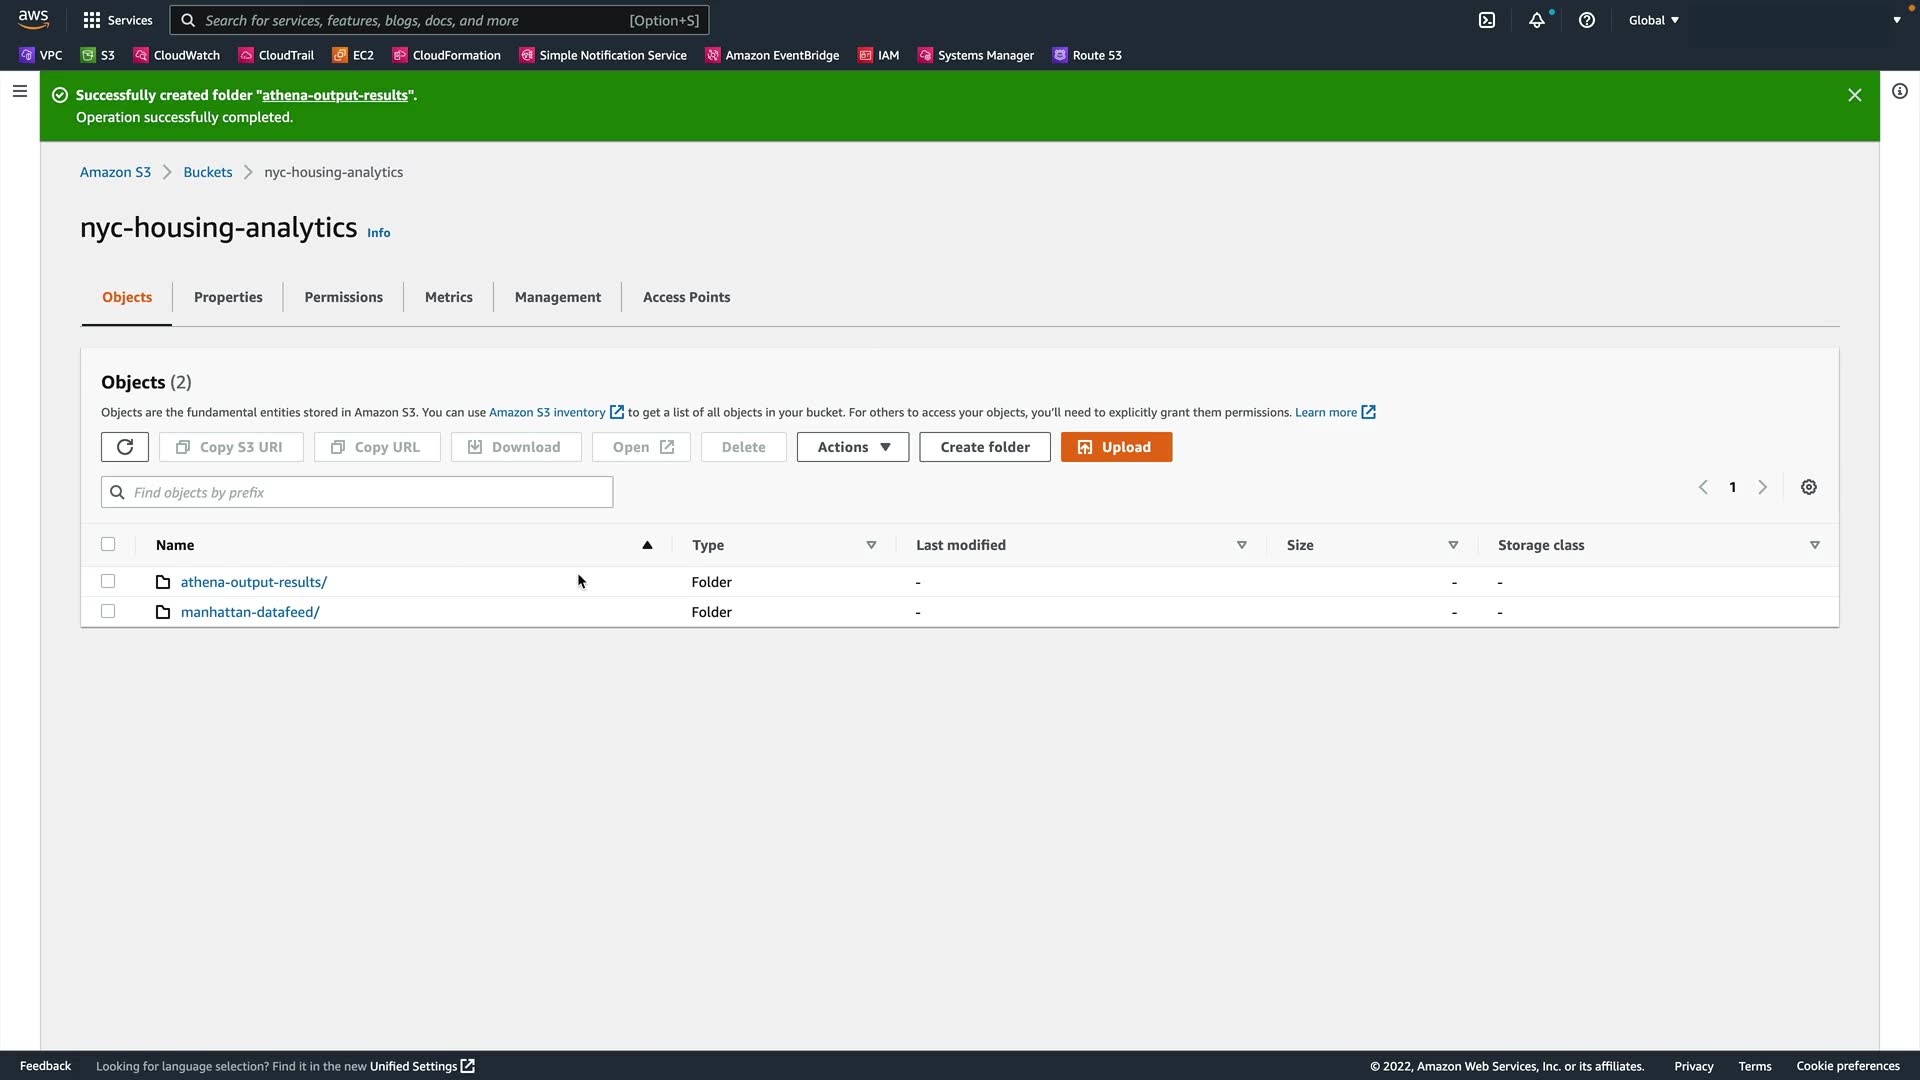 aws Services Search for services, features, blogs, docs, and more [Option+S] Global
VPC S3 CloudWatch CloudTrail EC2 CloudFormation Simple Notification Service Amazon EventBridge IAM Systems Manager Route 53
Successfully created folder "athena-output-results".
Operation successfully completed.
Amazon S3 Buckets nyc-housing-analytics
nyc-housing-analytics Info
Objects Properties Permissions Metrics Management Access Points
Objects (2)
Objects are the fundamental entities stored in Amazon S3. You can use Amazon S3 inventory to get a list of all objects in your bucket. For others to access your objects, you'll need to explicitly grant them permissions. Learn more
Copy S3 URI Copy URL Download Open Delete Actions Create folder Upload
Find objects by prefix 1
Name Type Last modified Size Storage class
athena-output-results/ Folder - - -
manhattan-datafeed/ Folder - - -
Feedback Looking for language selection? Find it in the new Unified Settings © 2022, Amazon Web Services, Inc. or its affiliates. Privacy Terms Cookie preferences